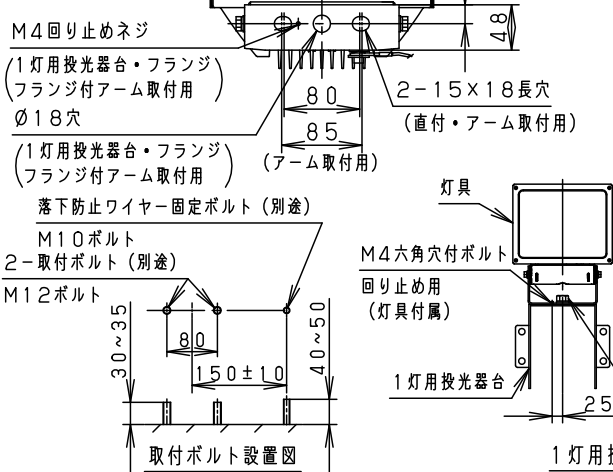 M4回り止めネジ
(1灯用投光器台・フランジ
フランジ付アーム取付用)
Ø18穴
(1灯用投光器台・フランジ
フランジ付アーム取付用)
48
80
85
(アーム取付用)
2-15×18長穴
(直付・アーム取付用)
落下防止ワイヤー固定ボルト(別途)
M10ボルト
2-取付ボルト(別途)
M12ボルト
80
150±10
30~35
40~50
取付ボルト設置図
灯具
M4六角穴付ボルト
回り止め用
(灯具付属)
1灯用投光器台
25
1灯用